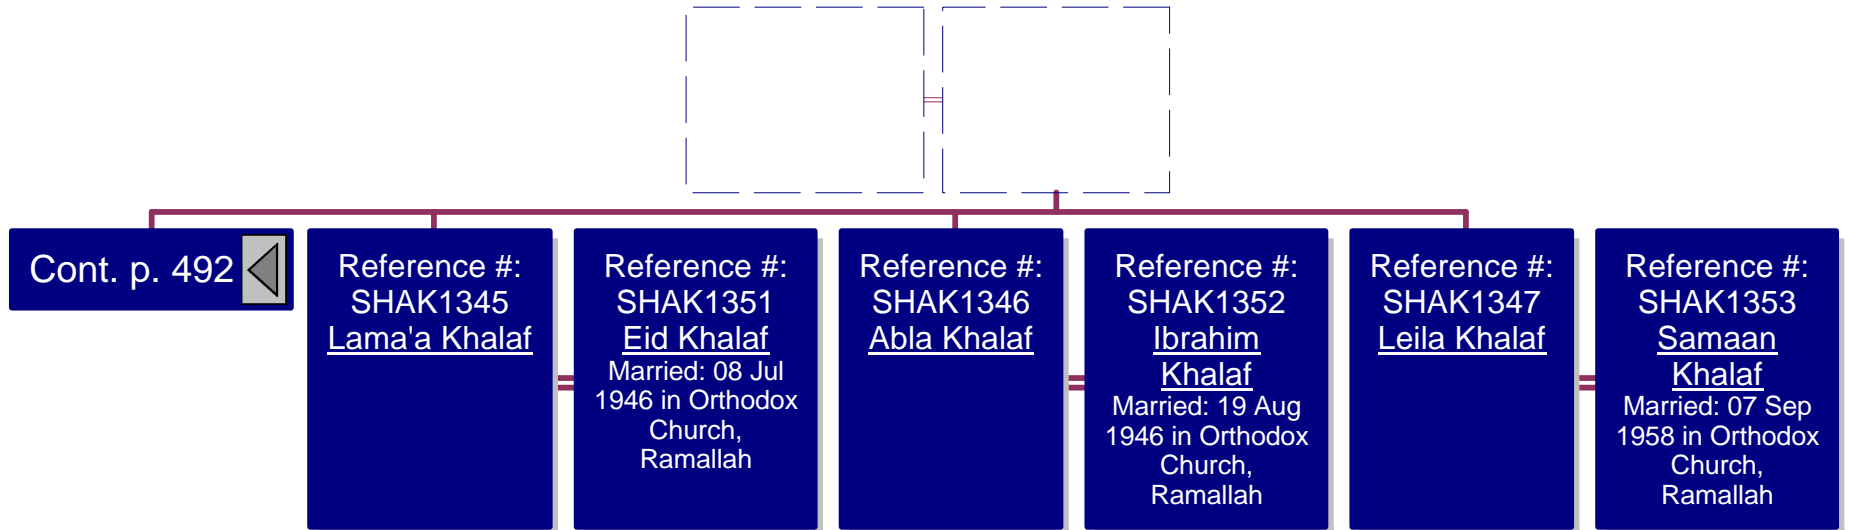 Cont. p. 492
Reference #:
SHAK1345
Lama'a Khalaf
Reference #:
SHAK1351
Eid Khalaf
Married: 08 Jul
1946 in Orthodox
Church,
Ramallah
Reference #:
SHAK1346
Abla Khalaf
Reference #:
SHAK1352
Ibrahim
Khalaf
Married: 19 Aug
1946 in Orthodox
Church,
Ramallah
Reference #:
SHAK1347
Leila Khalaf
Reference #:
SHAK1353
Samaan
Khalaf
Married: 07 Sep
1958 in Orthodox
Church,
Ramallah